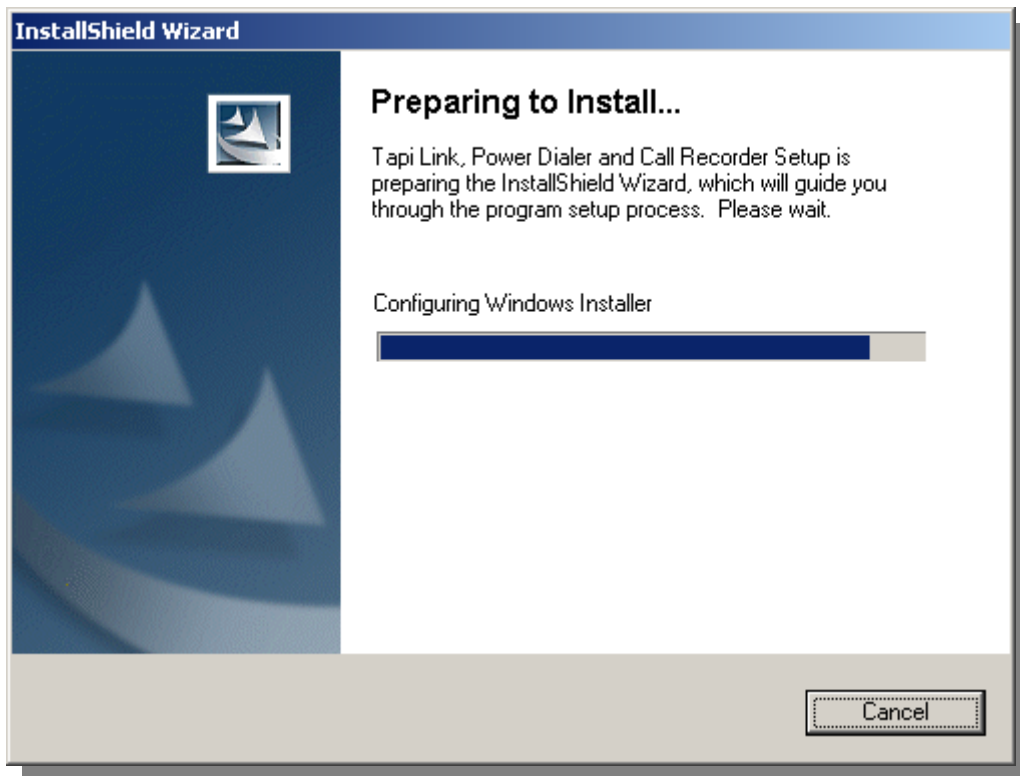 InstallShield Wizard
Preparing to Install...
Tapi Link, Power Dialer and Call Recorder Setup is
preparing the InstallShield Wizard, which will guide you
through the program setup process.  Please wait.
Configuring Windows Installer
Cancel